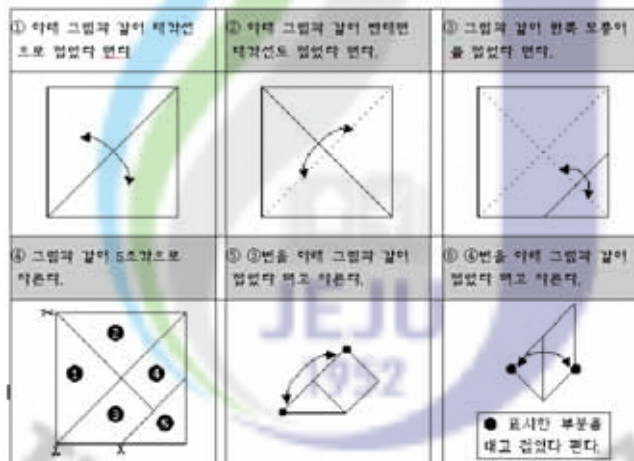 ① 아래 그림과 같이 대각선
으로 접었다 편다.
② 아래 그림과 같이 반대편
대각선도 접었다 편다.
③ 그림과 같이 한쪽 모퉁이
를 접었다 편다.
④ 그림과 같이 5조각으로
자른다.
⑤ ③번을 아래 그림과 같이
접었다 펴고 자른다.
⑥ ④번을 아래 그림과 같이
접었다 펴고 자른다.
❶
❷
❸
❹
❺
● 표시한 부분을
대고 접었다 편다.
JEJU
1952